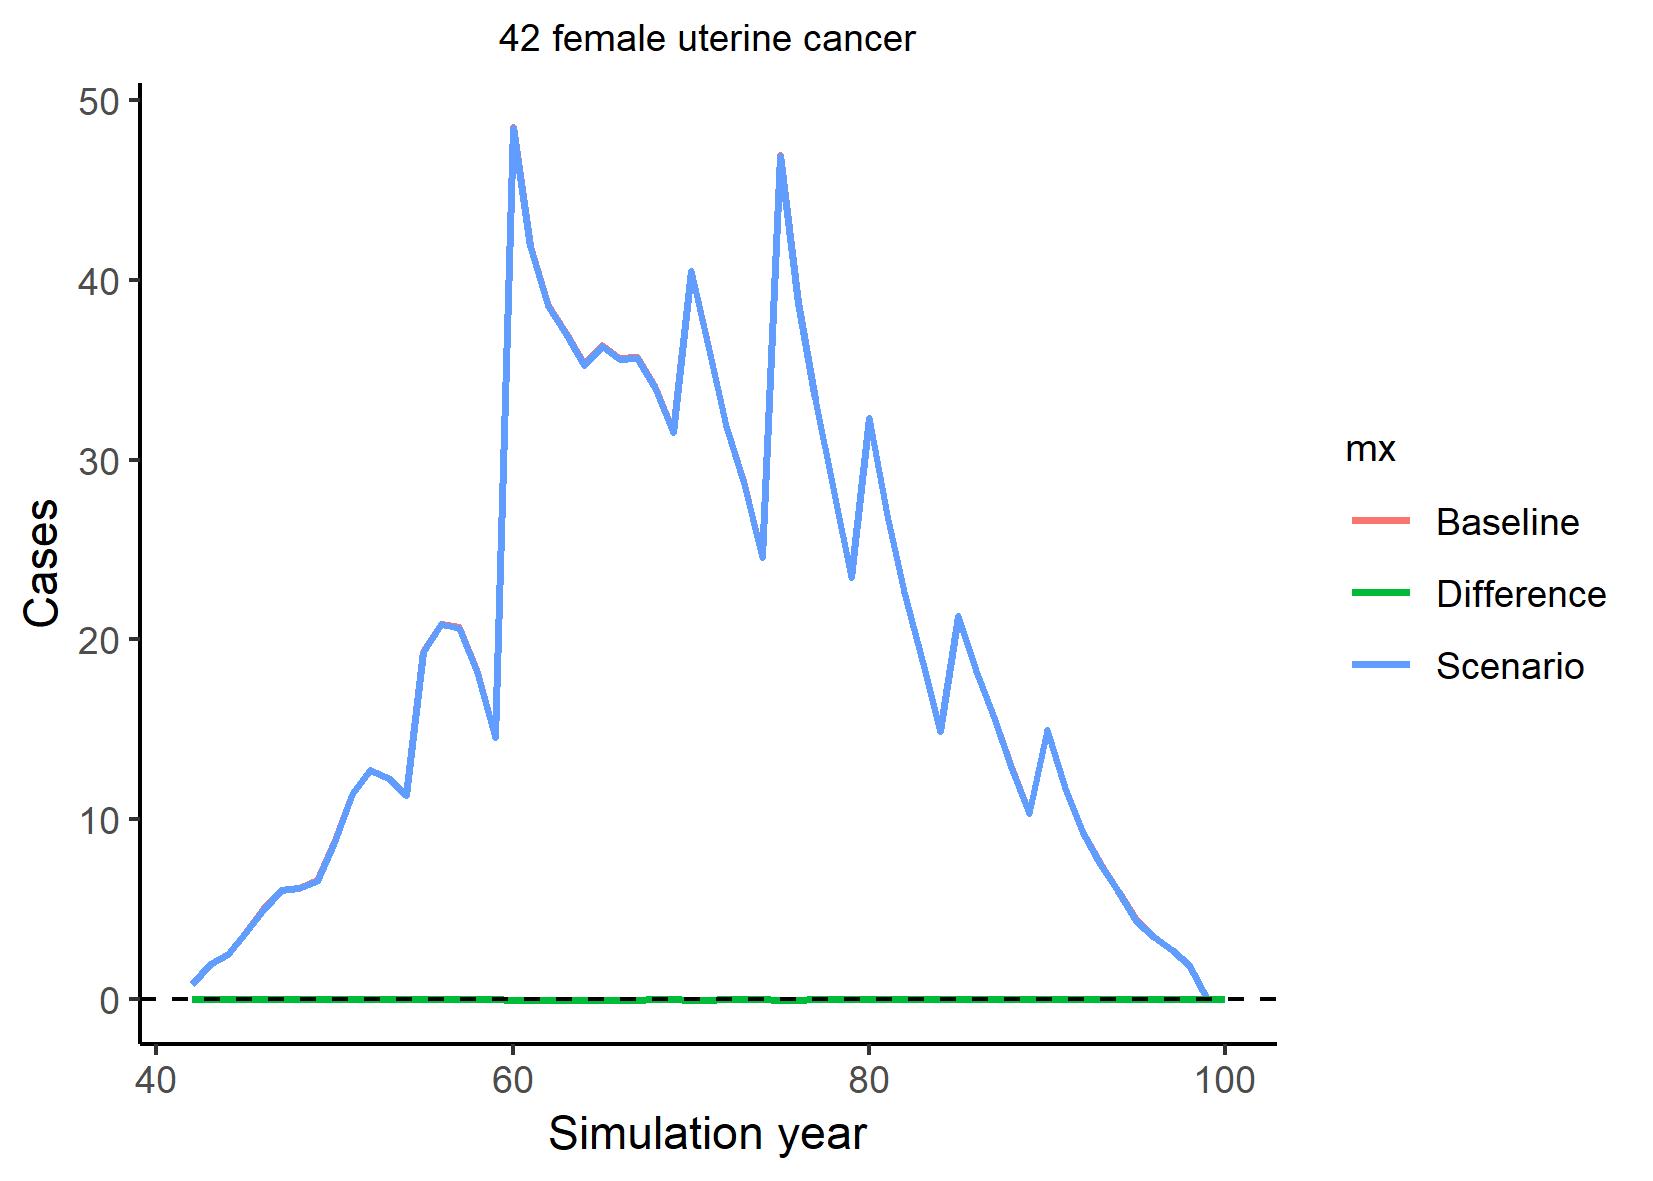 42 female uterine cancer
50
40
30
20
10
0
Cases
40 60 80 100
Simulation year
mx
Baseline
Difference
Scenario